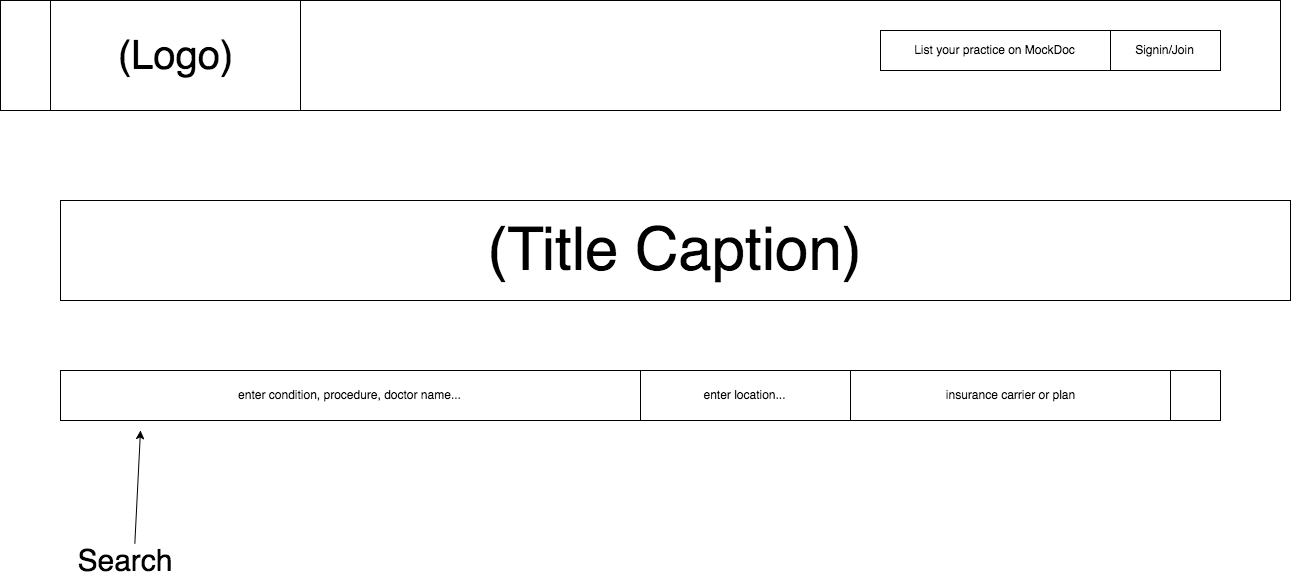 (Logo)
List your practice on MockDoc
Signin/Join
(Title Caption)
enter condition, procedure, doctor name...
enter location...
insurance carrier or plan
Search